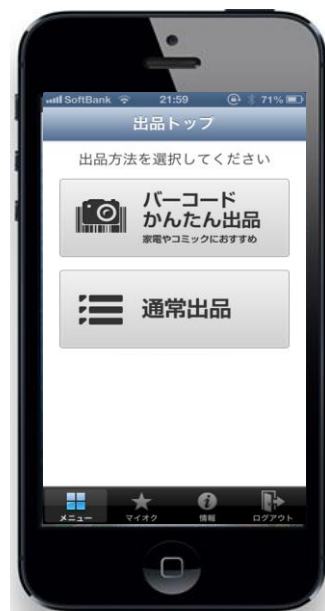 SoftBank 21:59 71%
出品トップ
出品方法を選択してください
バーコード
かんたん出品
家電やコミックにおすすめ
通常出品
メニュー マイオク 情報 ログアウト